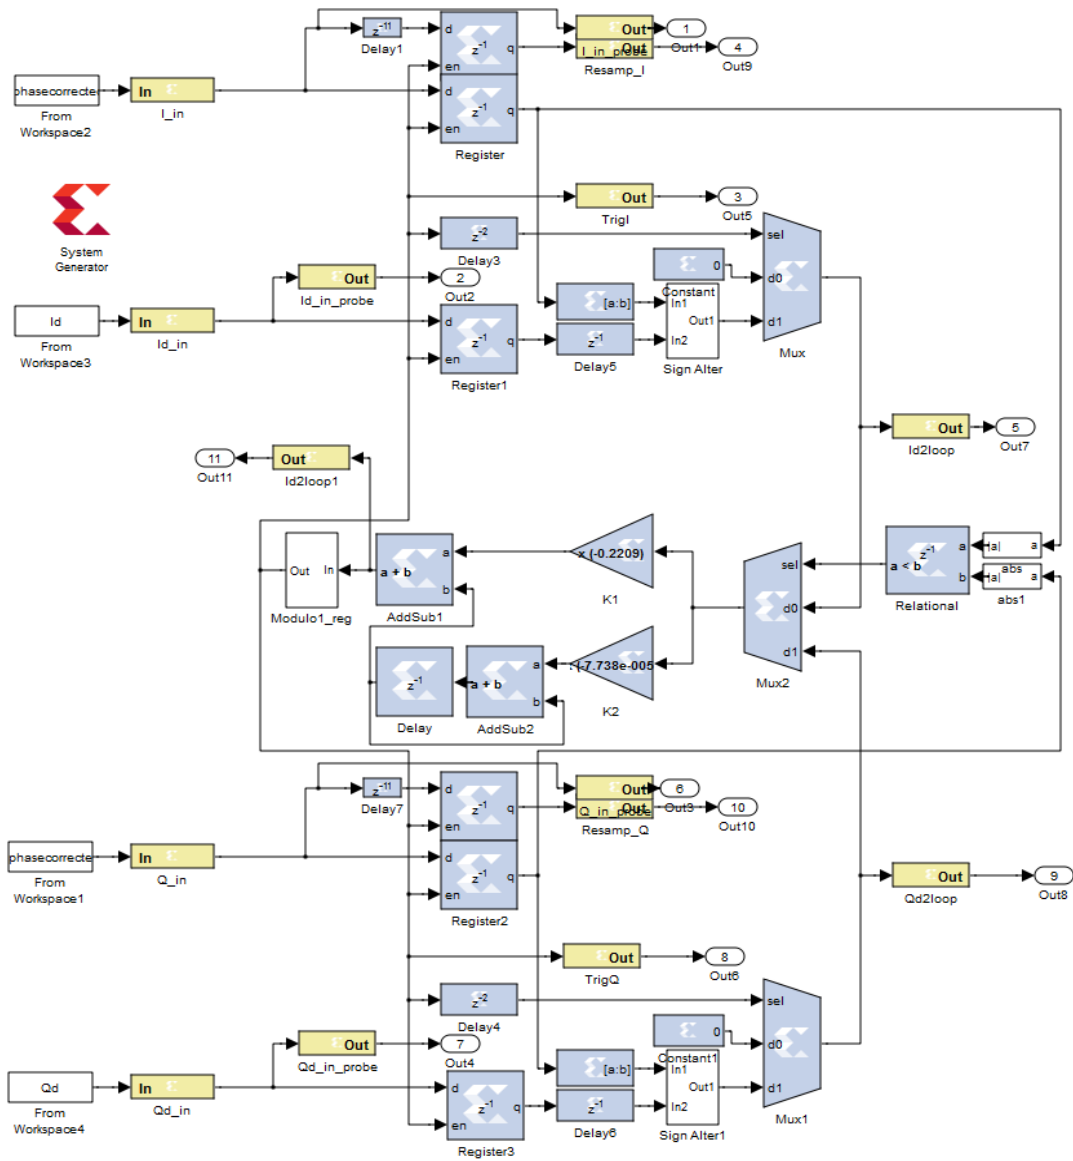 z⁻¹¹
Delay1
d
z⁻¹
q
en
Out
1
I_in_probe
Out1
Out
4
Resamp_I
Out9
phasecorrecte
In
I_in
From
Workspace2
d
z⁻¹
q
en
Register
Out
3
TrigI
Out5
System
Generator
z⁻²
Delay3
sel
0
Constant
d0
d1
Mux
Out
Id_in_probe
2
Out2
Id
In
Id_in
From
Workspace3
d
z⁻¹
q
en
Register1
[a:b]
z⁻¹
Delay5
In1
Out1
In2
Sign Alter
Out
Id2loop
5
Out7
11
Out11
Out
Id2loop1
Out
In
Modulo1_reg
a
a + b
b
AddSub1
x (-0.2209)
K1
sel
d0
d1
Mux2
a
z⁻¹
a < b
b
Relational
|a|
a
abs
|a|
a
abs1
z⁻¹
Delay
a
a + b
b
AddSub2
(-7.738e-005
K2
z⁻¹¹
Delay7
d
z⁻¹
q
en
Out
6
Q_in_probe
Out3
Out
10
Resamp_Q
Out10
phasecorrecte
In
Q_in
From
Workspace1
d
z⁻¹
q
en
Register2
Out
Qd2loop
9
Out8
Out
TrigQ
8
Out6
z⁻²
Delay4
sel
0
Constant1
d0
d1
Mux1
Out
Qd_in_probe
7
Out4
Qd
In
Qd_in
From
Workspace4
d
z⁻¹
q
en
Register3
[a:b]
z⁻¹
Delay6
In1
Out1
In2
Sign Alter1